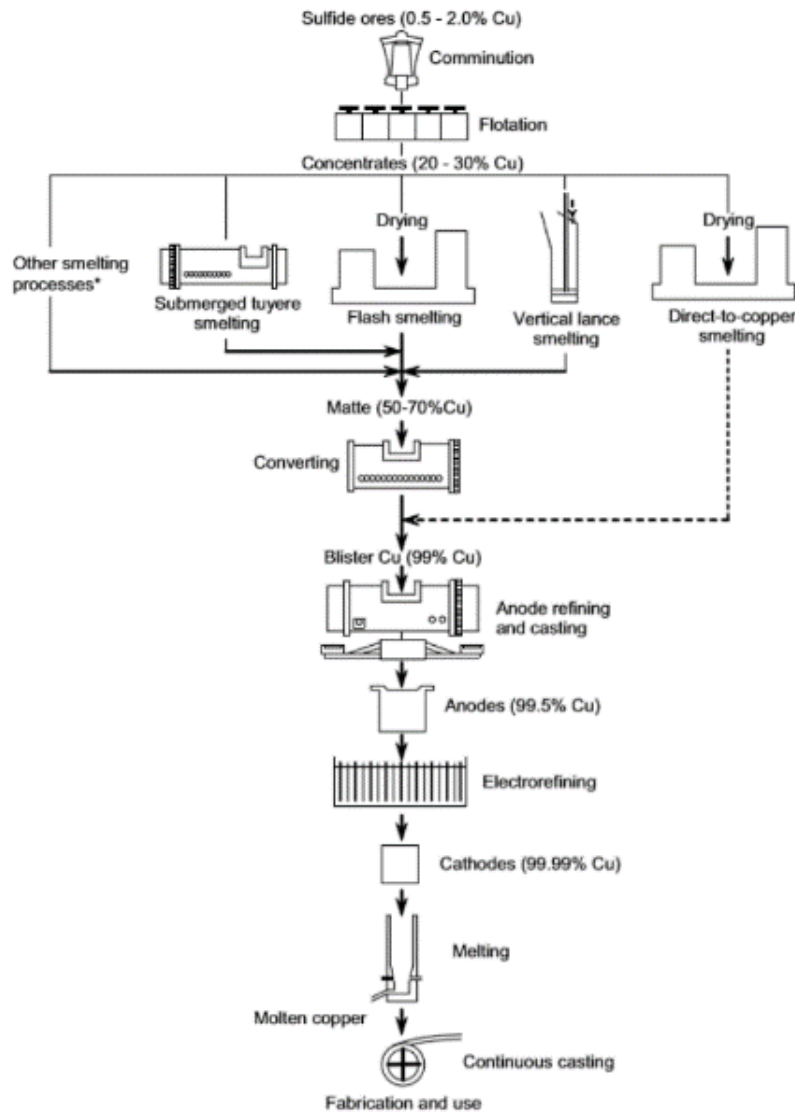 Sulfide ores (0.5 - 2.0% Cu)
Comminution
Flotation
Concentrates (20 - 30% Cu)
Drying
Drying
Other smelting
processes*
Submerged tuyere
smelting
Flash smelting
Vertical lance
smelting
Direct-to-copper
smelting
Matte (50-70%Cu)
Converting
Blister Cu (99% Cu)
Anode refining
and casting
Anodes (99.5% Cu)
Electrorefining
Cathodes (99.99% Cu)
Melting
Molten copper
Continuous casting
Fabrication and use